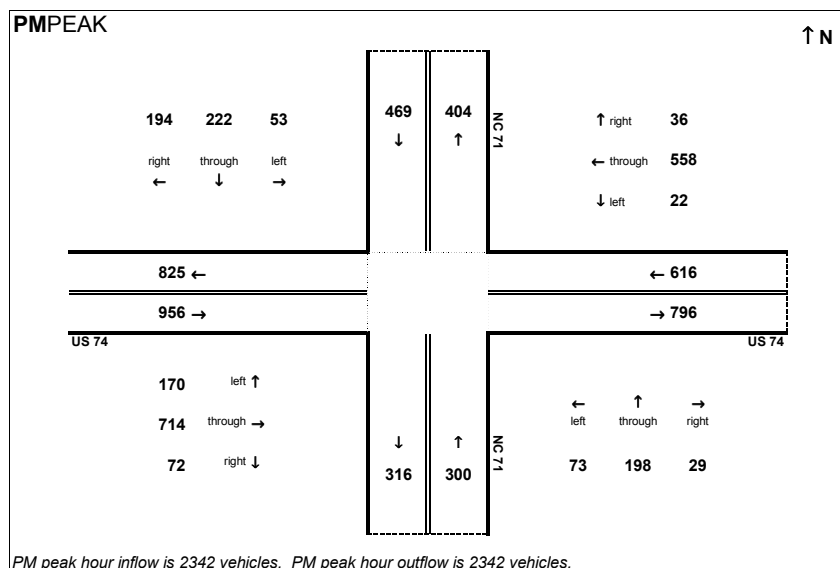 PMPEAK
↑ N
194 222 53
right through left
← ↓ →
469 404
↓ ↑
NC 71
↑ right 36
← through 558
↓ left 22
825 ←
956 →
US 74
← 616
→ 796
US 74
170 left ↑
714 through →
72 right ↓
↓ ↑
316 300
NC 71
← ↑ →
left through right
73 198 29
PM peak hour inflow is 2342 vehicles. PM peak hour outflow is 2342 vehicles.